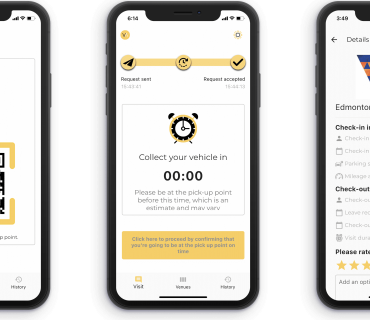 up point.
History
6:14
V
Request sent
Request accepted
15:43:41
Collect your vehicle in
00:00
Please be at the pick-up point
before this time, which is an
estimate and may vary.
Click here to proceed by confirming that
you're going to be at the pick up point on
time
Visit
Venues
History
3:49
Details
Edmonton
Check-in in
Check-in
Check-in
Parking
Mileage
Check-out
Check-out
Leave req
Check-out
Visit dura
Please rate
Add an opti